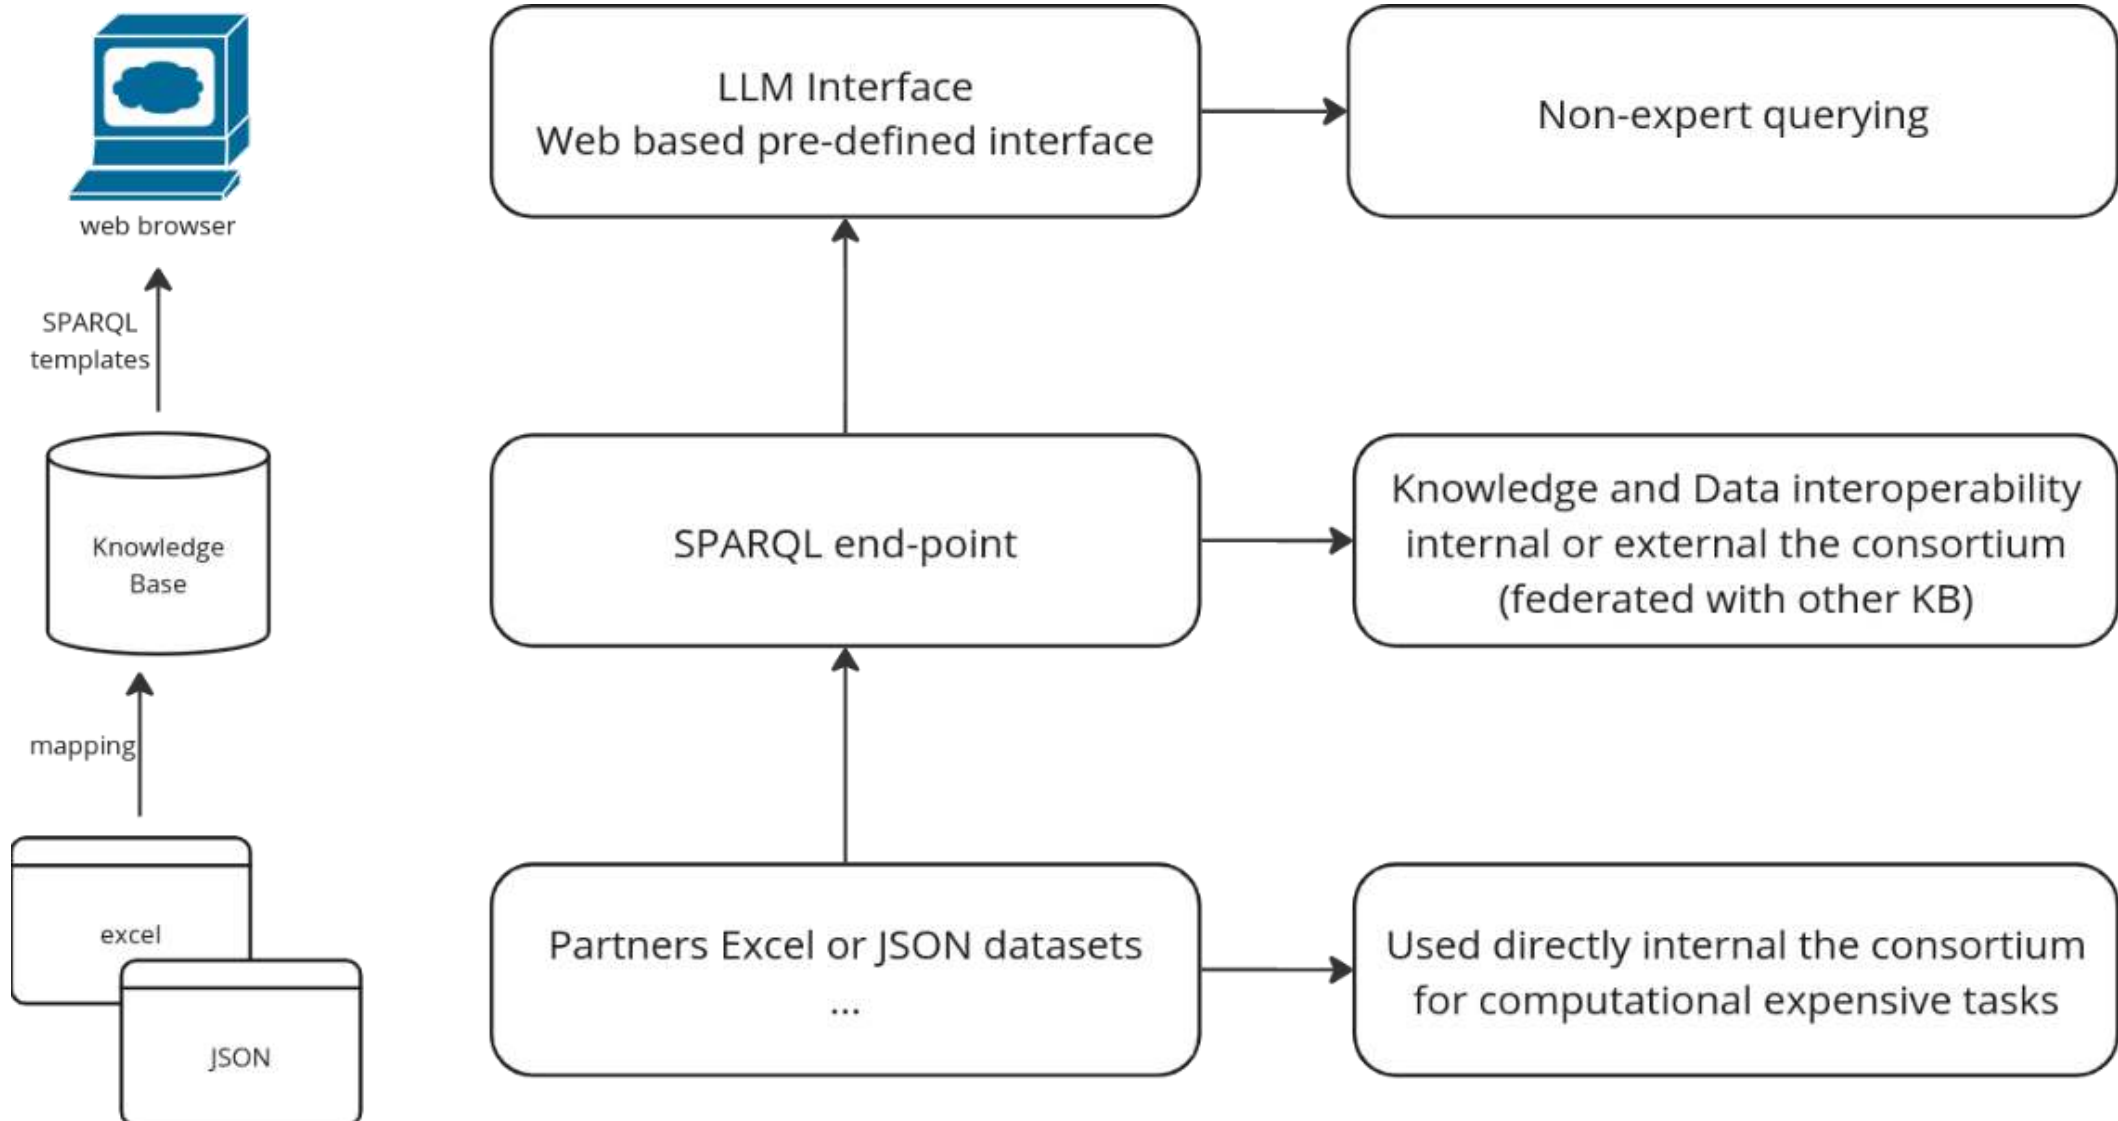 LLM Interface
Web based pre-defined interface
Non-expert querying
web browser
SPARQL
templates
Knowledge
Base
SPARQL end-point
Knowledge and Data interoperability
internal or external the consortium
(federated with other KB)
mapping
excel
JSON
Partners Excel or JSON datasets
...
Used directly internal the consortium
for computational expensive tasks